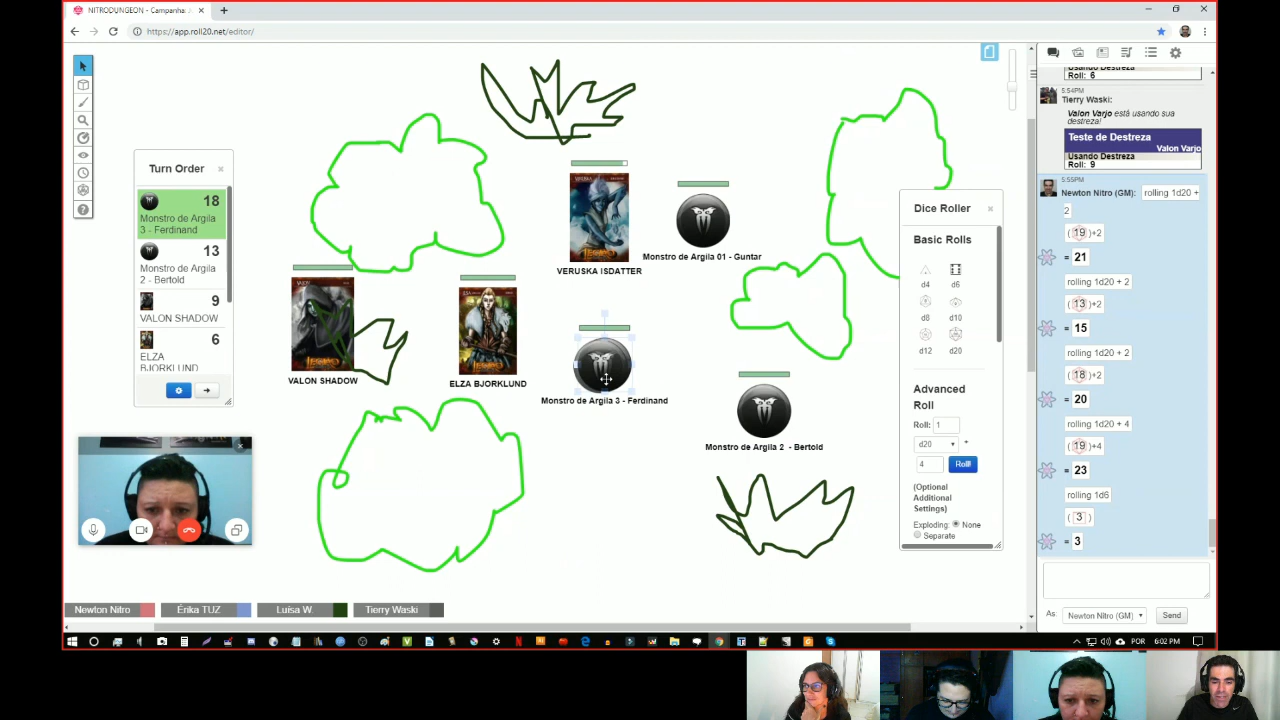 NITRODUNGEON - Campanha: J
https://app.roll20.net/editor/
Turn Order
18
Monstro de Argila
3 - Ferdinand
13
Monstro de Argila
2 - Bertold
9
VALON SHADOW
6
ELZA
BJORKLUND
VERUSKA ISDATTER
Monstro de Argila 01 - Guntar
VALON SHADOW
ELZA BJORKLUND
Monstro de Argila 3 - Ferdinand
Monstro de Argila 2 - Bertold
Dice Roller
Basic Rolls
d4
d6
d8
d10
d12
d20
Advanced
Roll
Roll: 1
d20
+
4
Roll!
(Optional
Additional
Settings)
Exploding: None
Separate
Usando Destreza
Roll: 6
5:54PM
Tierry Waski:
Valon Varjo está usando sua
destreza!
Teste de Destreza
Valon Varjo
Usando Destreza
Roll: 9
5:55PM
Newton Nitro (GM): rolling 1d20 +
2
(19)+2
= 21
rolling 1d20 + 2
(13)+2
= 15
rolling 1d20 + 2
(18)+2
= 20
rolling 1d20 + 4
(19)+4
= 23
rolling 1d6
(3)
= 3
As: Newton Nitro (GM)
Send
Newton Nitro
Érika TUZ
Luísa W.
Tierry Waski
POR
6:02 PM